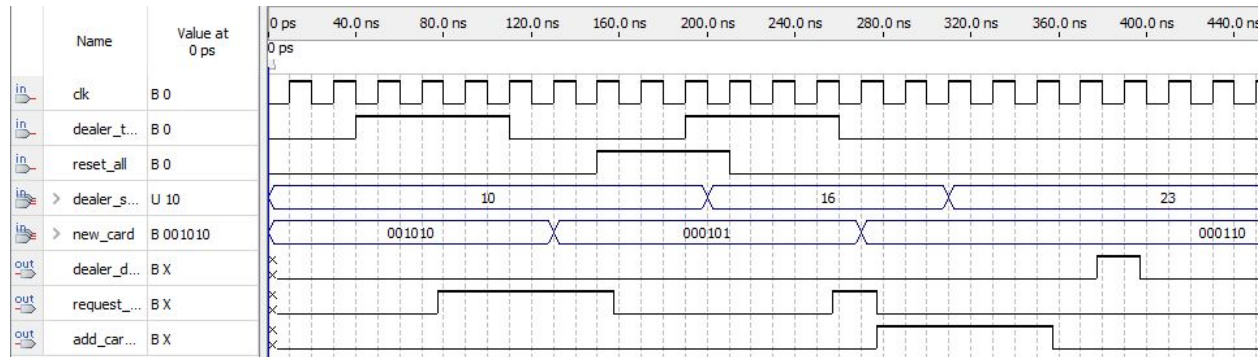 Name Value at 0 ps
0 ps 40.0 ns 80.0 ns 120.0 ns 160.0 ns 200.0 ns 240.0 ns 280.0 ns 320.0 ns 360.0 ns 400.0 ns 440.0 ns
0 ps
in clk B 0
in dealer_t... B 0
in reset_all B 0
in > dealer_s... U 10 10 16 23
in > new_card B 001010 001010 000101 000110
out dealer_d... B X
out request_... B X
out add_car... B X